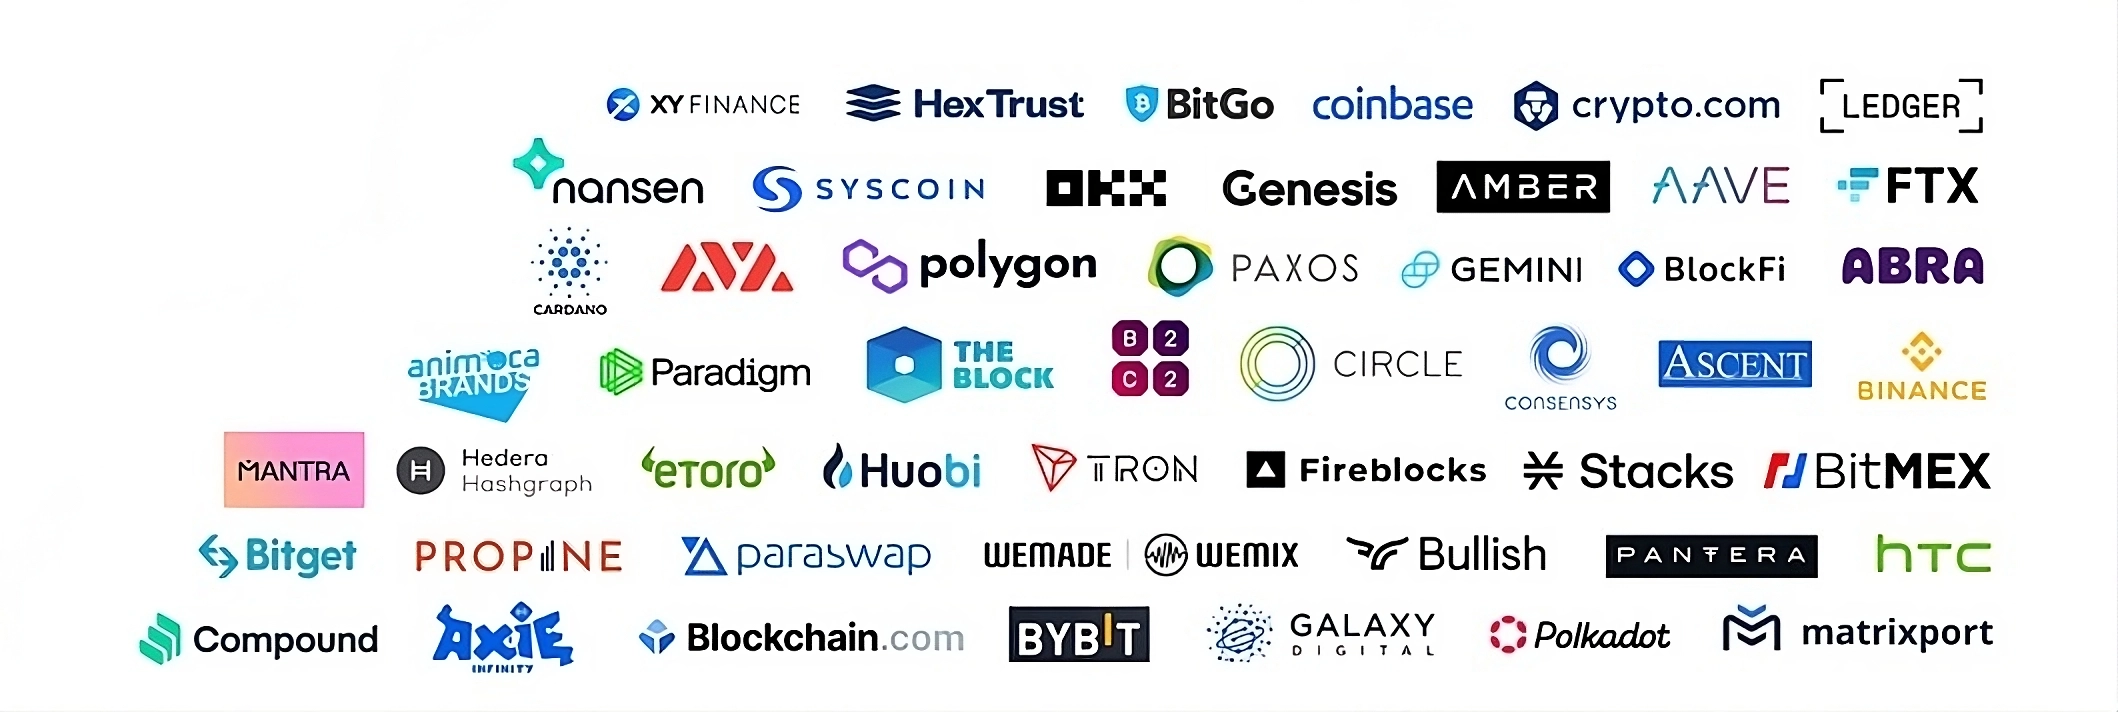 XY FINANCE HexTrust BitGo coinbase crypto.com LEDGER
nansen SYSCOIN OKX Genesis AMBER AAVE FTX
CARDANO AVA polygon PAXOS GEMINI BlockFi ABRA
animoca BRANDS Paradigm THE BLOCK B2C2 CIRCLE CONSENSYS ASCENT BINANCE
MANTRA Hedera Hashgraph eToro Huobi TRON Fireblocks Stacks BitMEX
Bitget PROPINE paraswap WEMADE WEMIX Bullish PANTERA hTC
Compound AXIE INFINITY Blockchain.com BYBIT GALAXY DIGITAL Polkadot matrixport